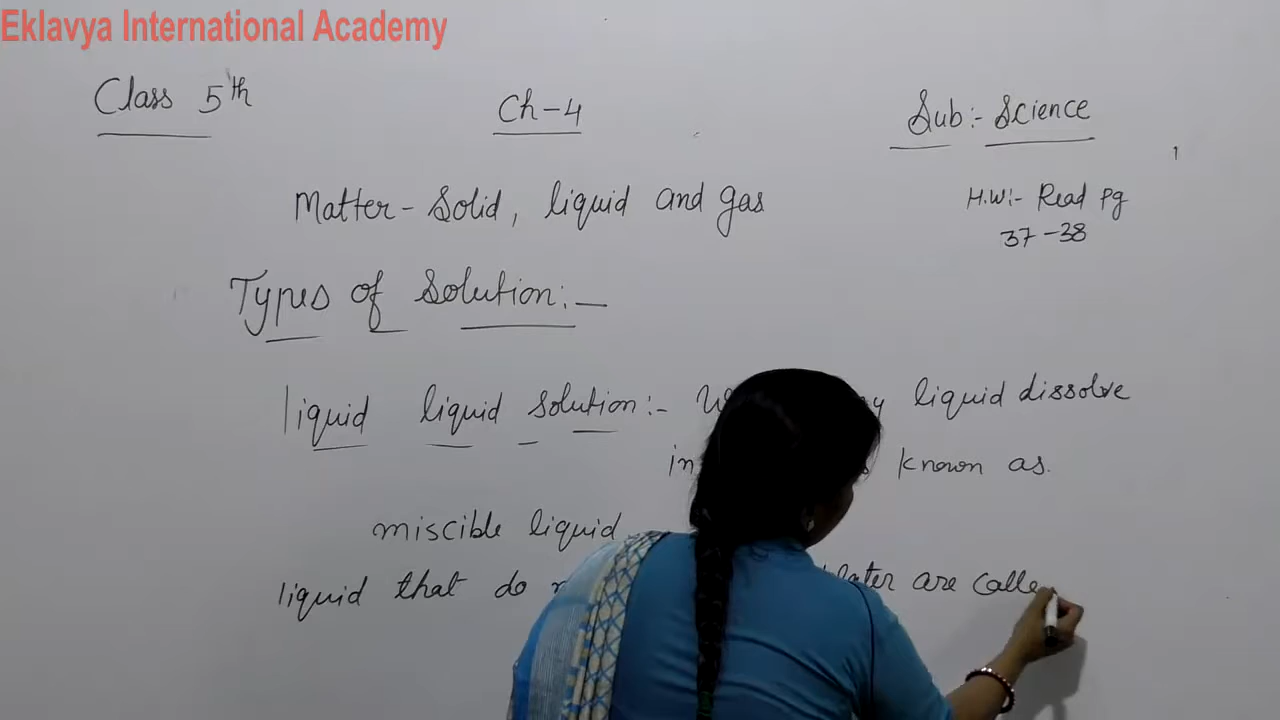 Eklavya International Academy
Class 5th Ch-4 Sub:- Science
Matter- Solid, liquid and gas
H.W:- Read Pg
37-38
Types of Solution:-
liquid liquid solution:- liquid dissolve
in known as.
miscible liquid
liquid that do Water are calle